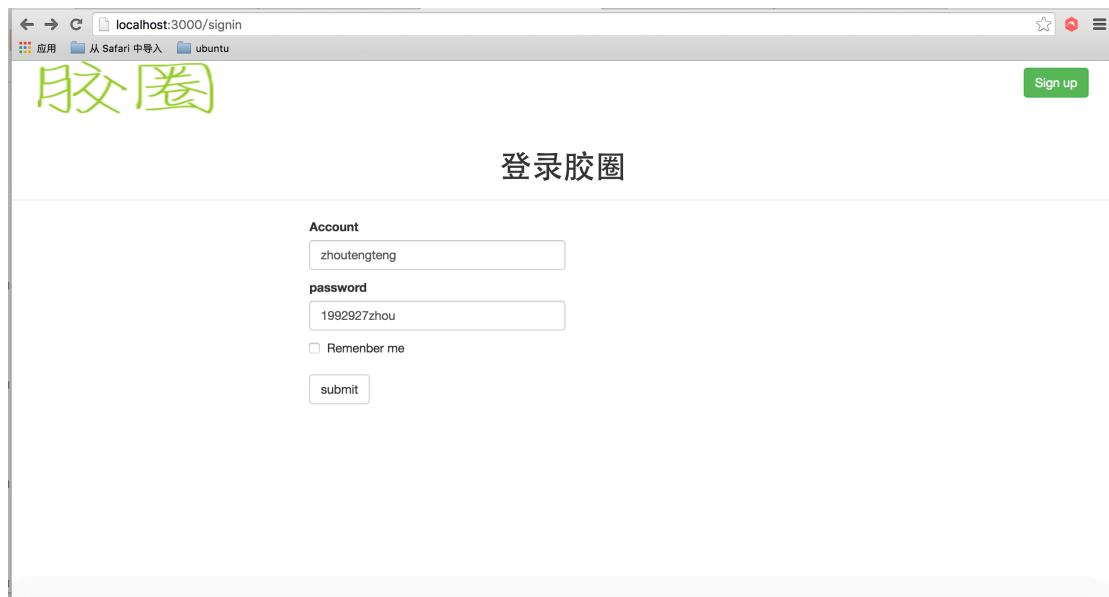 localhost:3000/signin
应用 从 Safari 中导入 ubuntu
胶圈
Sign up
登录胶圈
Account
zhoutengteng
password
1992927zhou
Remenber me
submit